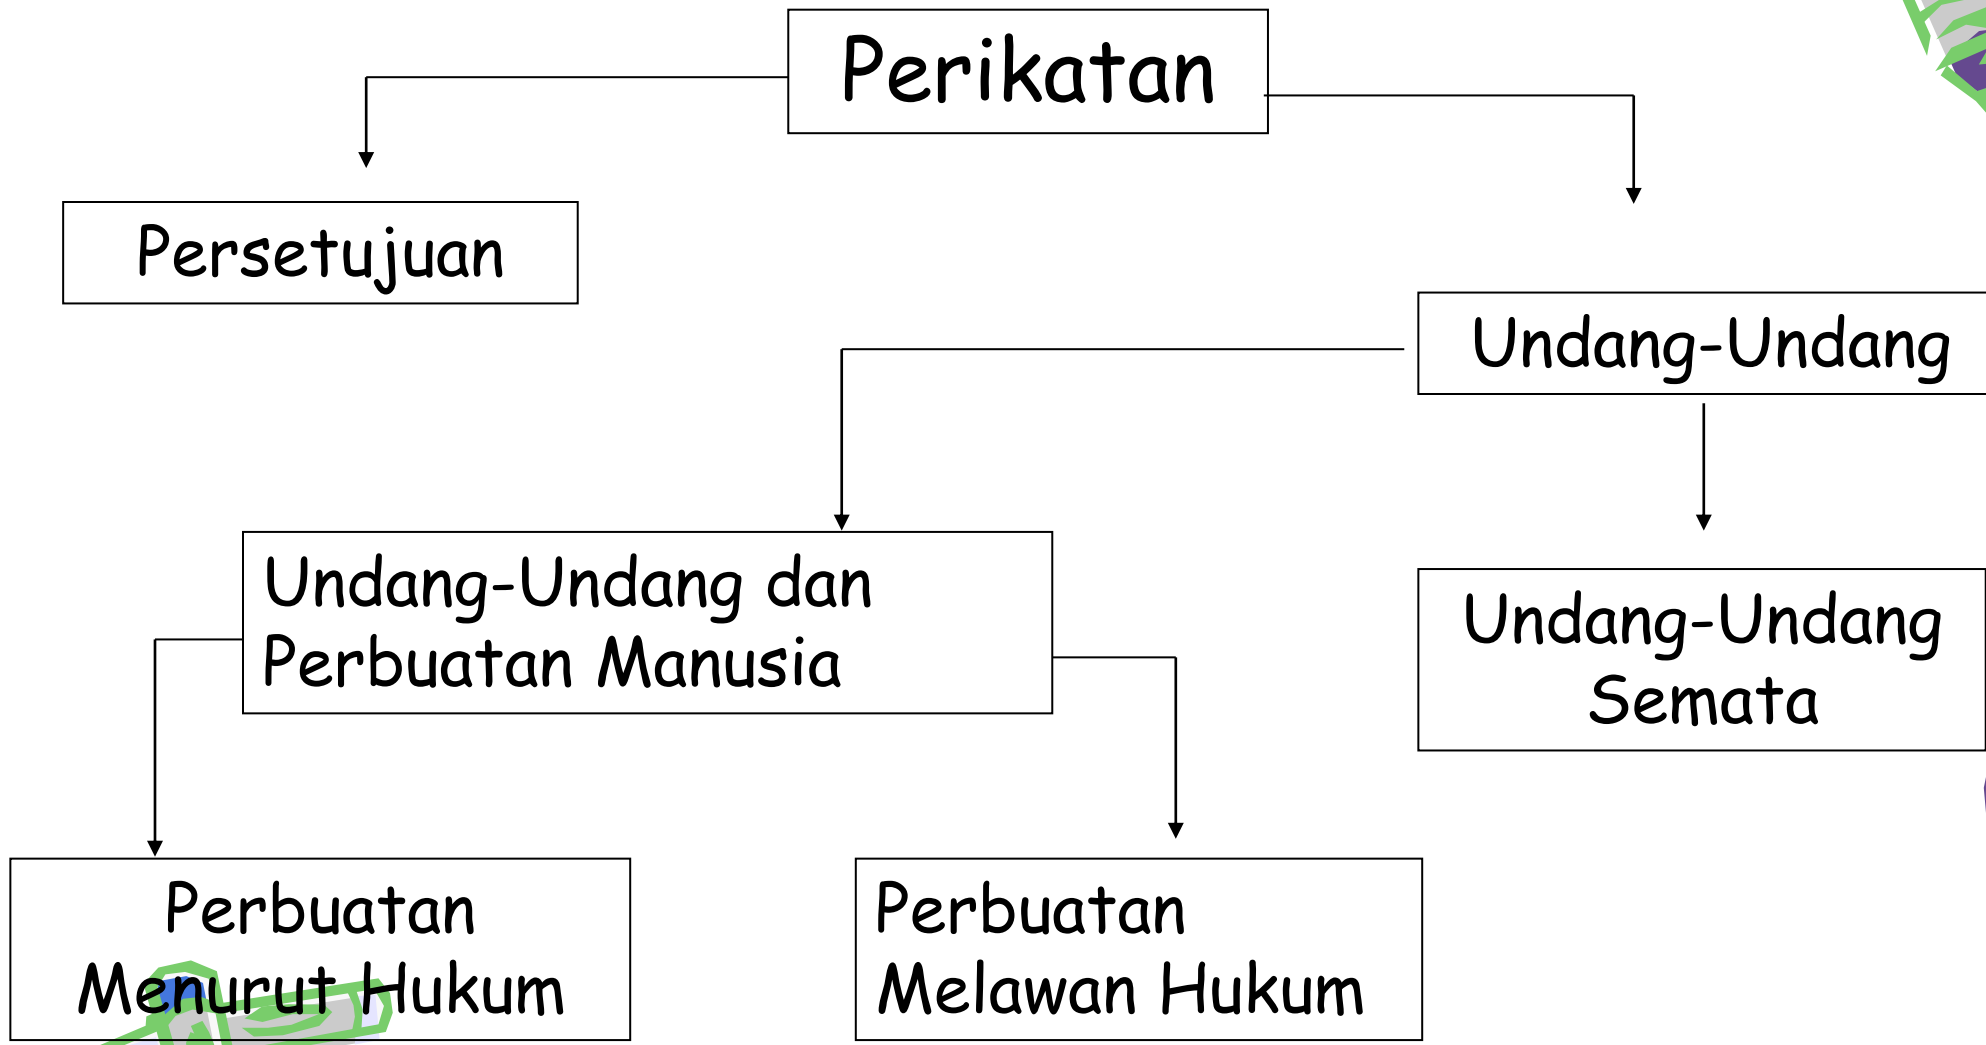 Perikatan
Persetujuan
Undang-Undang
Undang-Undang dan
Perbuatan Manusia
Undang-Undang
Semata
Perbuatan
Menurut Hukum
Perbuatan
Melawan Hukum